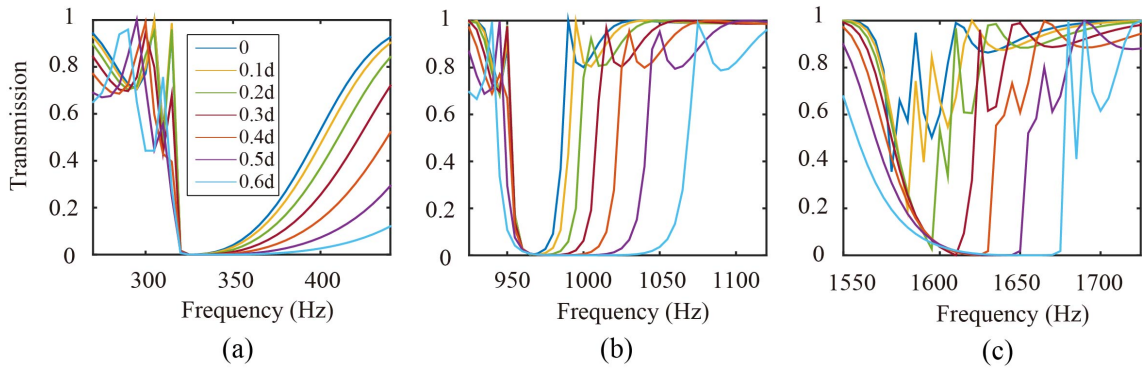 Transmission
1
0.8
0.6
0.4
0.2
0
0
0.1d
0.2d
0.3d
0.4d
0.5d
0.6d
300 350 400
Frequency (Hz)
(a)
1
0.8
0.6
0.4
0.2
0
950 1000 1050 1100
Frequency (Hz)
(b)
1
0.8
0.6
0.4
0.2
0
1550 1600 1650 1700
Frequency (Hz)
(c)